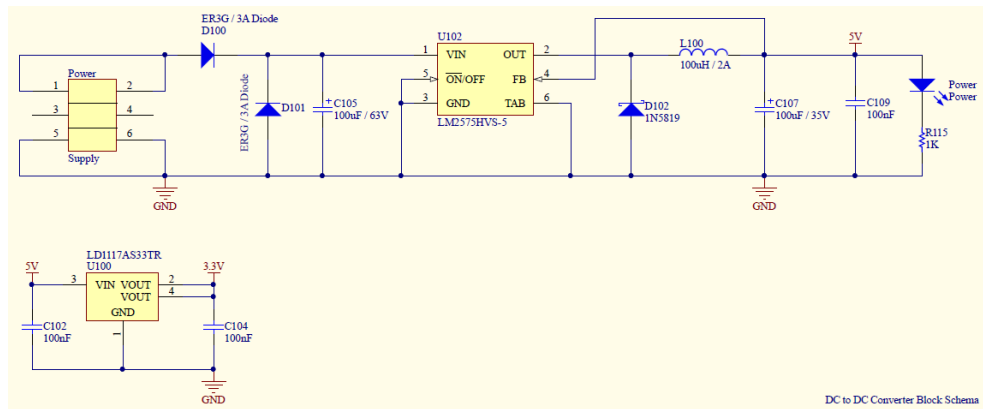 ER3G / 3A Diode
D100
Power
1 2
3 4
5 6
Supply
GND
ER3G / 3A Diode
D101
C105
100uF / 63V
U102
1 VIN OUT 2
5 ON/OFF FB 4
3 GND TAB 6
LM2575HVS-5
D102
1N5819
L100
100uH / 2A
5V
C107
100uF / 35V
C109
100nF
Power
Power
R115
1K
GND
LD1117AS33TR
U100
5V
3.3V
3 VIN VOUT 2
VOUT 4
GND
1
C102
100nF
C104
100nF
GND
DC to DC Converter Block Schema